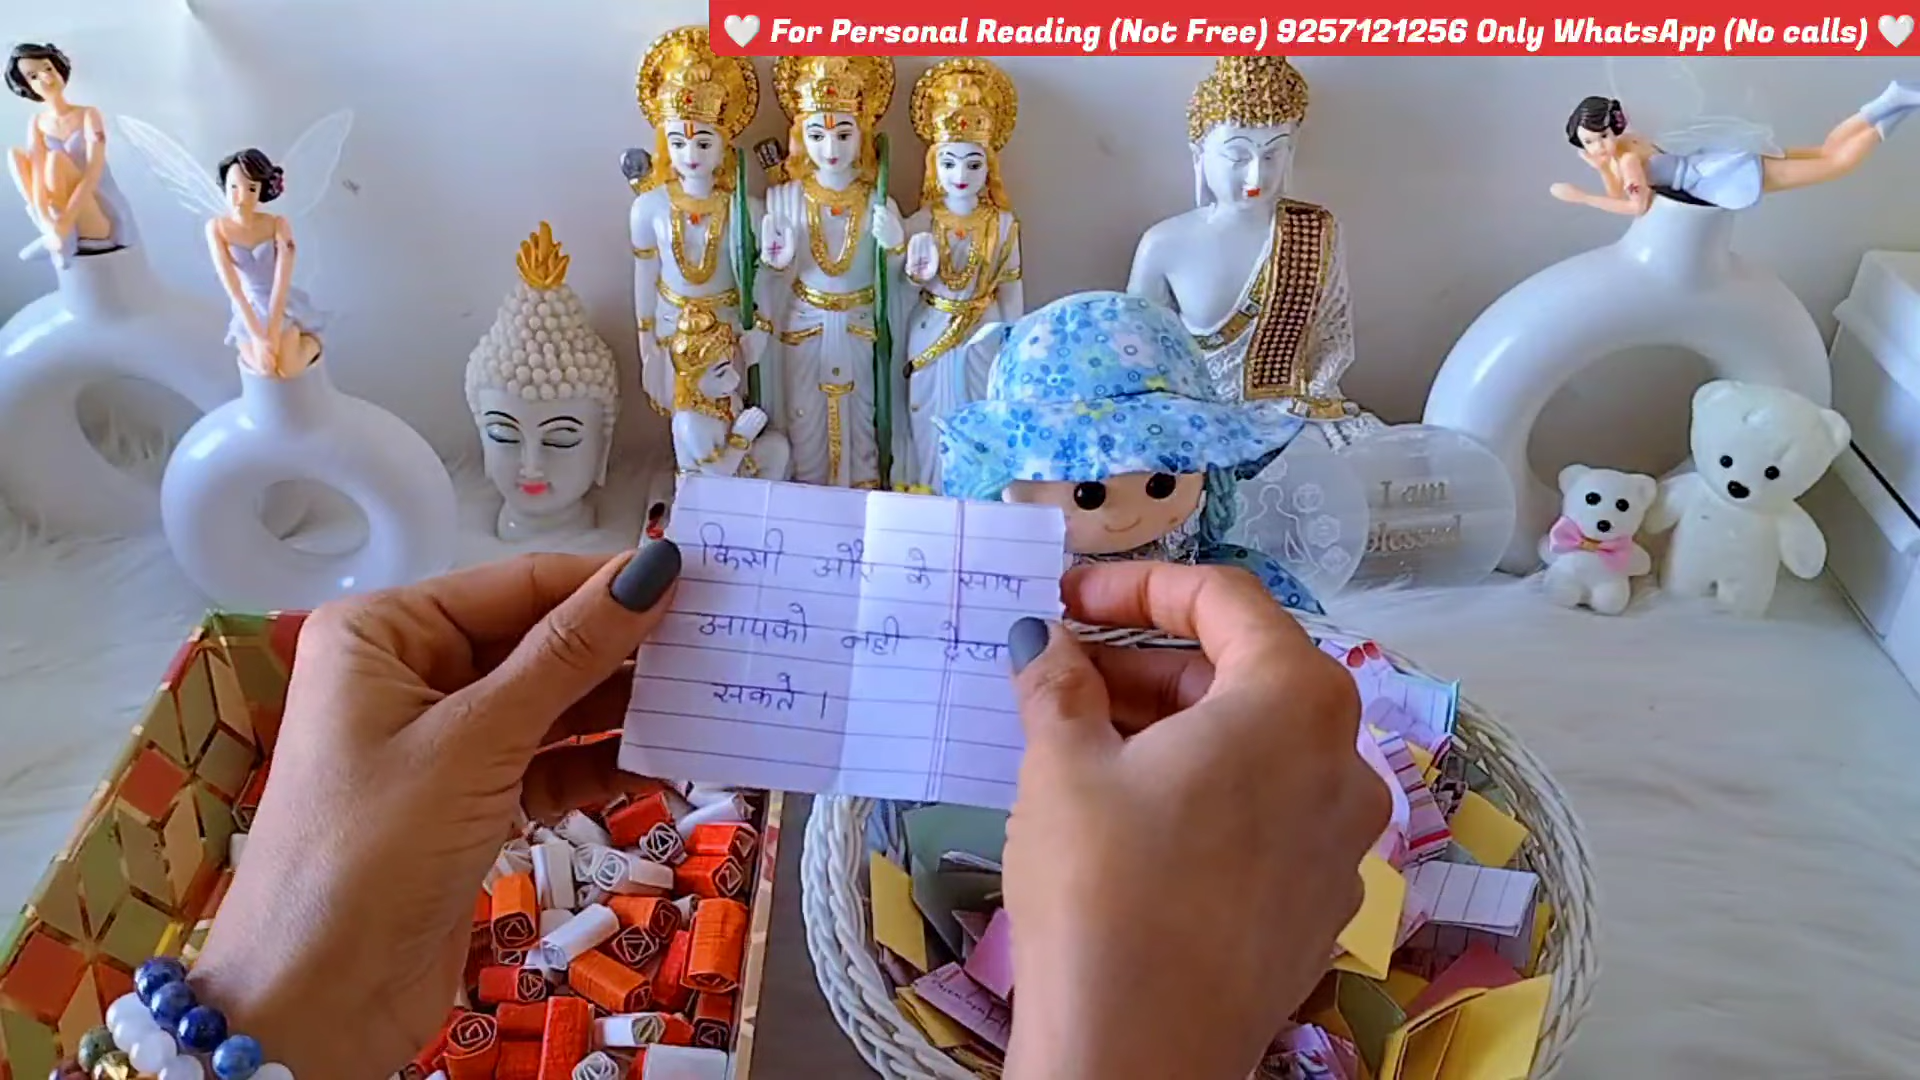 🤍 For Personal Reading (Not Free) 9257121256 Only WhatsApp (No calls) 🤍
I am
blessed
किसी और के साथ
आपको नही देख
सकते।